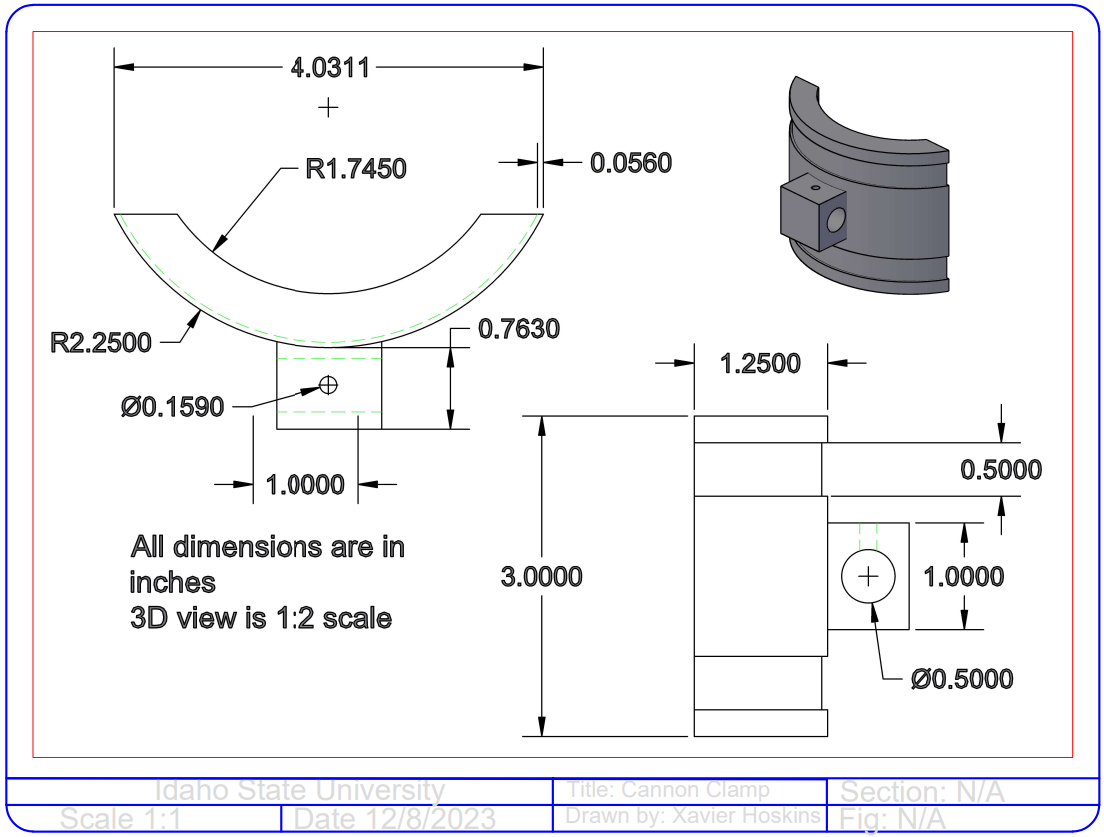 4.0311
R1.7450
0.0560
R2.2500
0.7630
Ø0.1590
1.0000
1.2500
0.5000
3.0000
1.0000
Ø0.5000
All dimensions are in
inches
3D view is 1:2 scale
Idaho State University
Title: Cannon Clamp
Section: N/A
Scale 1:1
Date 12/8/2023
Drawn by: Xavier Hoskins
Fig: N/A